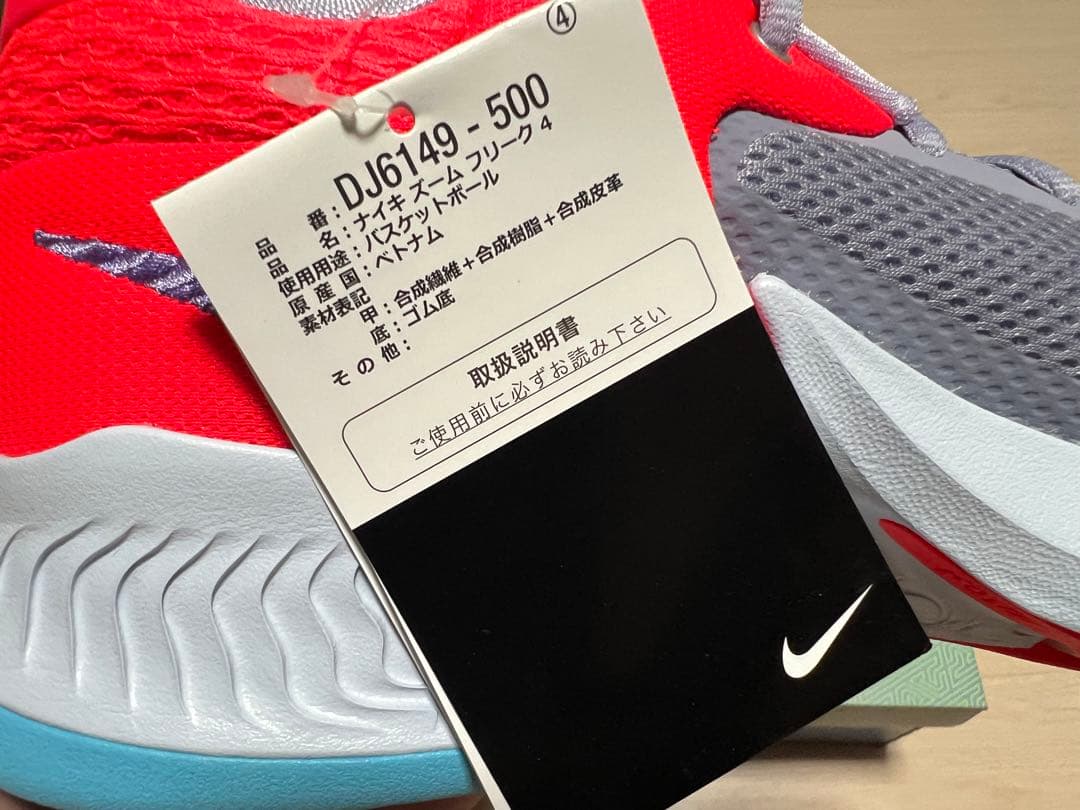 ④
品番：DJ6149 - 500
品名：ナイキ ズーム フリーク 4
使用用途：バスケットボール
原産国：ベトナム
素材表記
甲：合成繊維+合成樹脂+合成皮革
底：ゴム底
その他：
取扱説明書
ご使用前に必ずお読み下さい